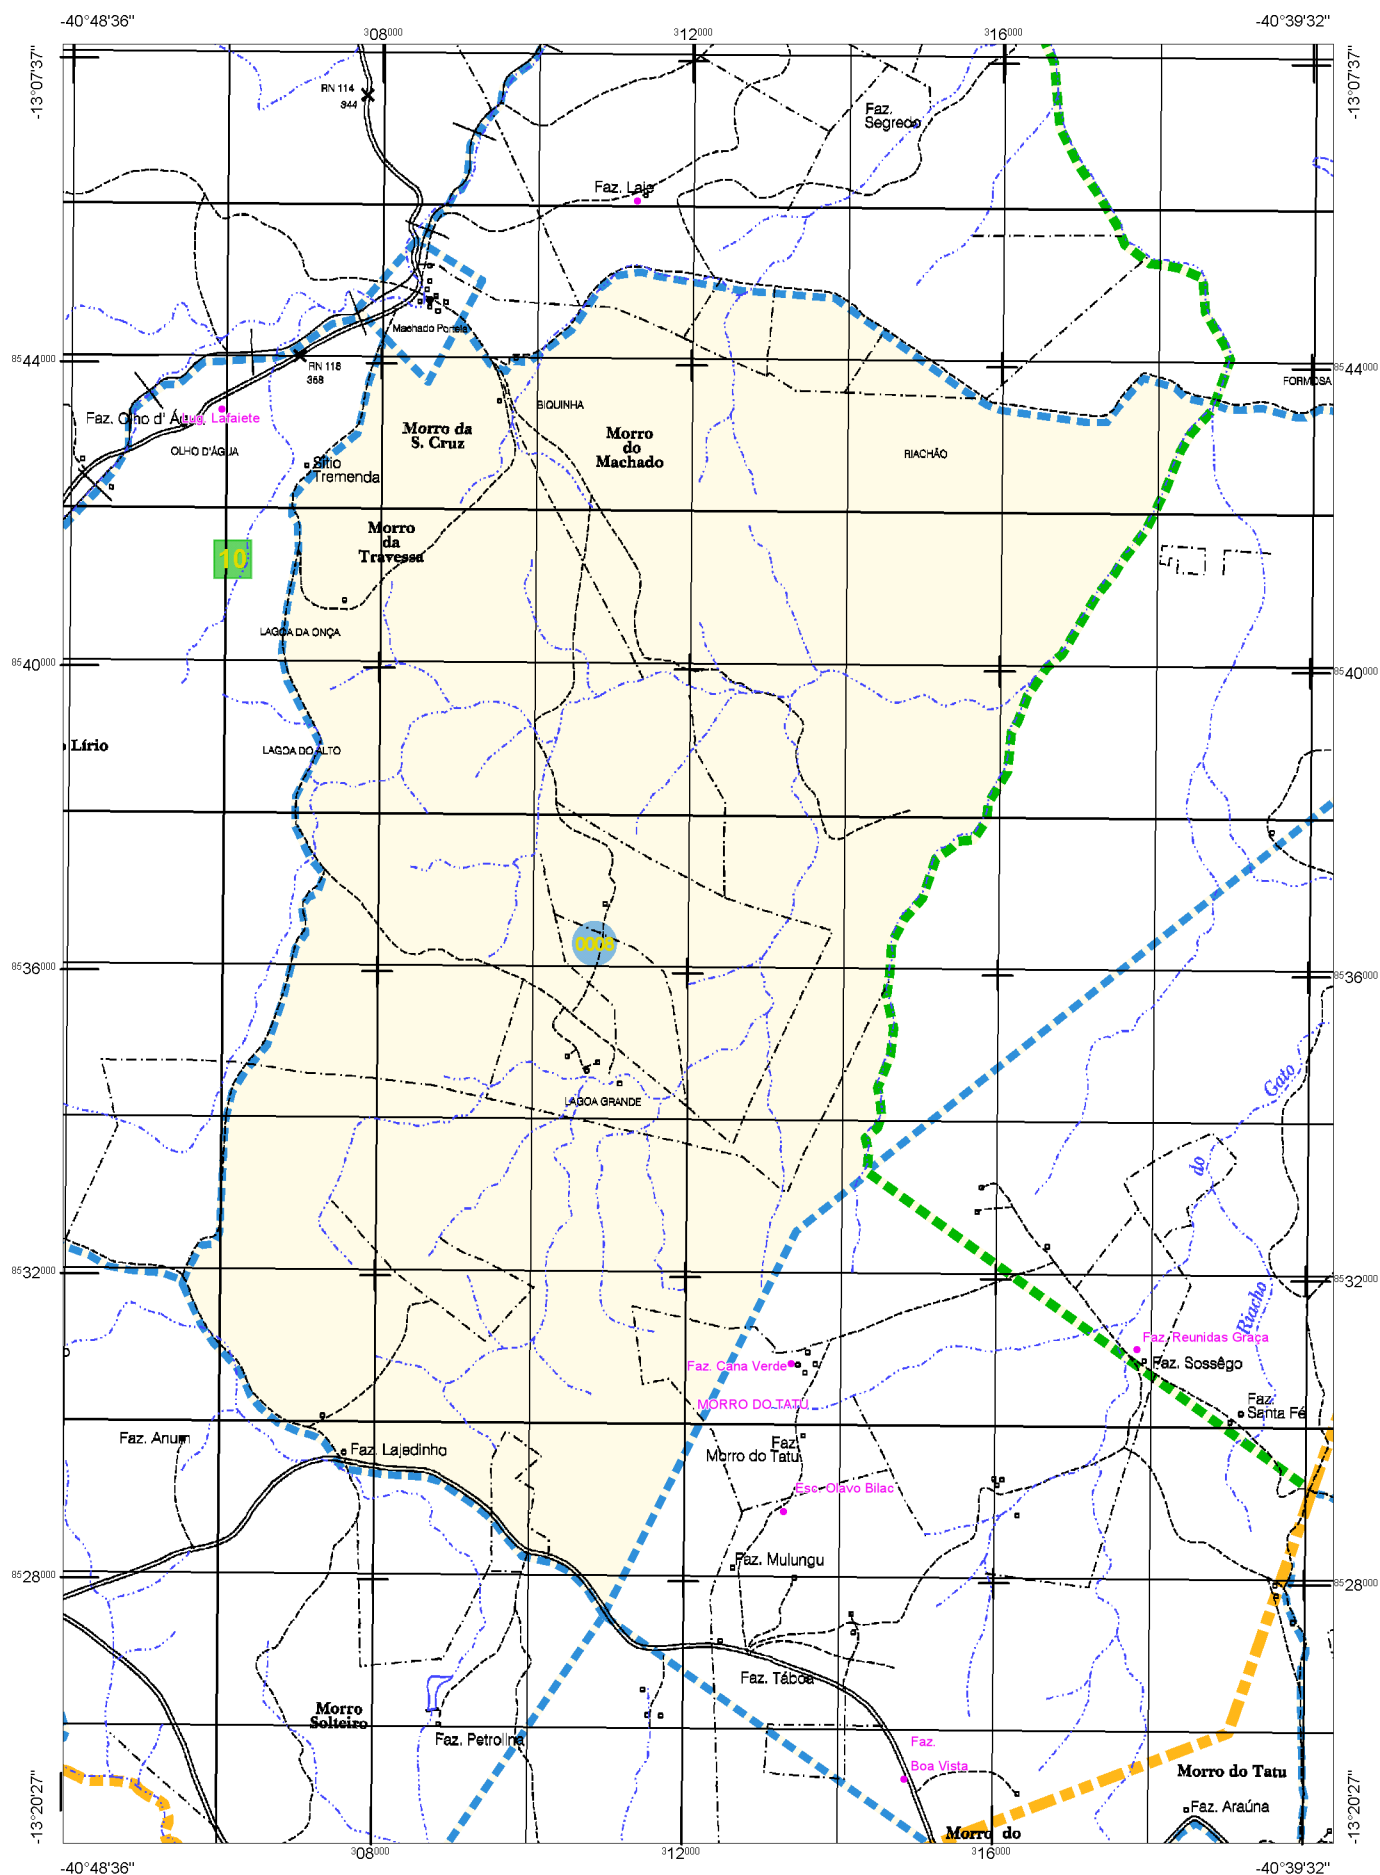 -40°48'36"
-40°39'32"
308000
312000
316000
-13°07'37"
-13°07'37"
RN 114
344
Faz.
Segredo
Faz. Laje
Machado Portela
8544000
8544000
RN 118
368
FORMOSA
Faz. Olho d'Água
Lug. Lafaiete
BIQUINHA
OLHO D'ÁGUA
Morro da
S. Cruz
Morro
do
Machado
RIACHÃO
Sítio
Tremenda
Morro
da
Travessa
10
LAGOA DA ONÇA
8540000
8540000
Lírio
LAGOA DO ALTO
0008
8536000
8536000
LAGOA GRANDE
Gato
do
Riacho
8532000
8532000
Faz. Reunidas Graça
Faz. Cana Verde
Faz. Sossêgo
MORRO DO TATU
Faz.
Santa Fé
Faz. Anum
Faz. Lajedinho
Faz.
Morro do Tatu
Esc. Olavo Bilac
Faz. Mulungu
8528000
8528000
Faz. Táboa
Morro
Solteiro
Faz. Petrolina
Faz.
Boa Vista
Morro do Tatu
Faz. Araúna
Morro do
-13°20'27"
-13°20'27"
308000
312000
316000
-40°48'36"
-40°39'32"